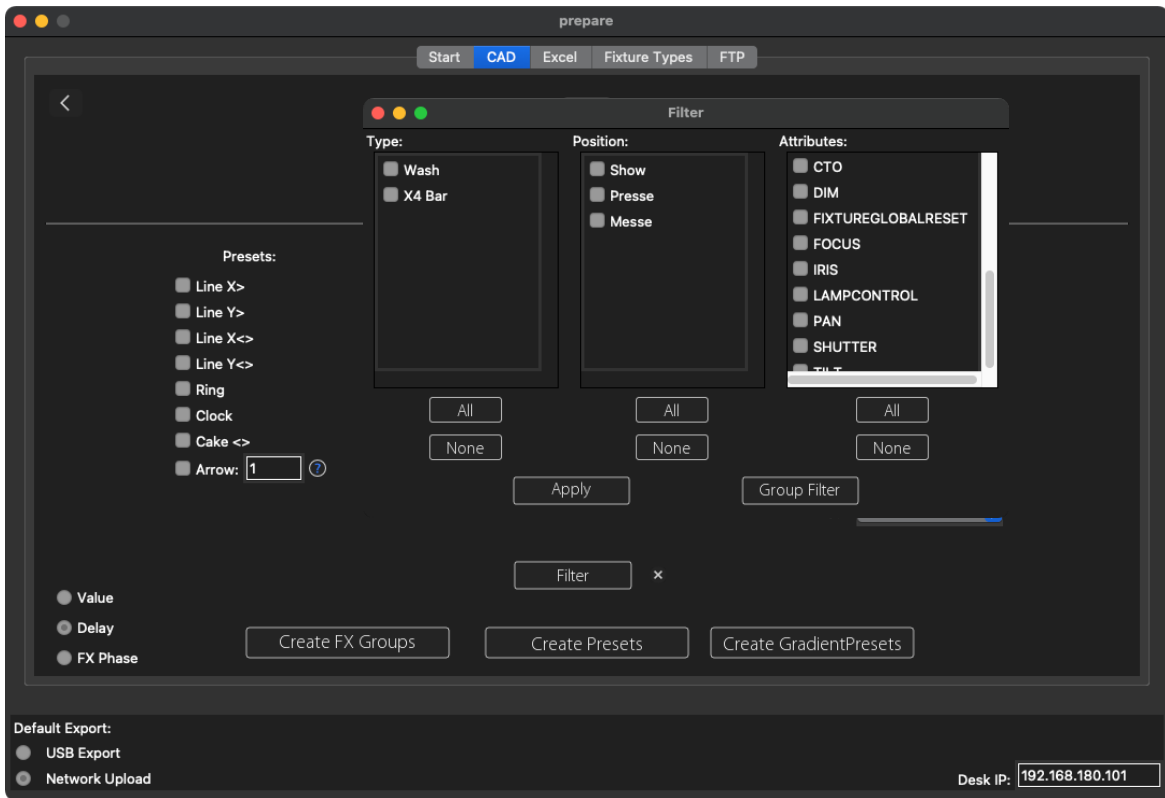 prepare
Start CAD Excel Fixture Types FTP
Filter
Type: Position: Attributes:
Wash Show CTO
X4 Bar Presse DIM
Messe FIXTUREGLOBALRESET
FOCUS
IRIS
LAMPCONTROL
PAN
SHUTTER
TILT
All All All
None None None
Apply Group Filter
Presets:
Line X>
Line Y>
Line X<>
Line Y<>
Ring
Clock
Cake <>
Arrow: 1 ?
Filter ×
Value
Delay
FX Phase
Create FX Groups Create Presets Create GradientPresets
Default Export:
USB Export
Network Upload
Desk IP: 192.168.180.101